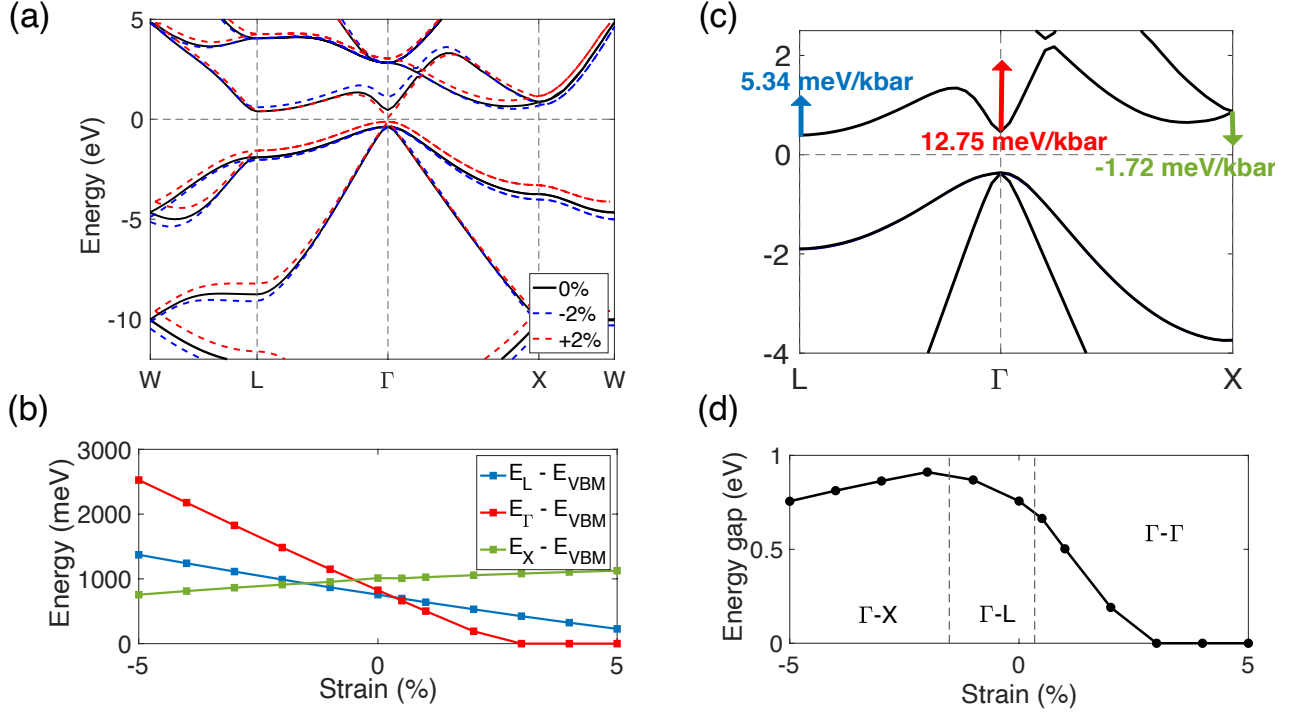 (a)
5
0
-5
-10
Energy (eV)
0%
-2%
+2%
W L Γ X W
(b)
3000
2000
1000
0
Energy (meV)
E_L - E_VBM
E_Γ - E_VBM
E_X - E_VBM
-5 0 5
Strain (%)
(c)
2
0
-2
-4
5.34 meV/kbar
12.75 meV/kbar
-1.72 meV/kbar
L Γ X
(d)
1
0.5
0
Energy gap (eV)
Γ-X
Γ-L
Γ-Γ
-5 0 5
Strain (%)